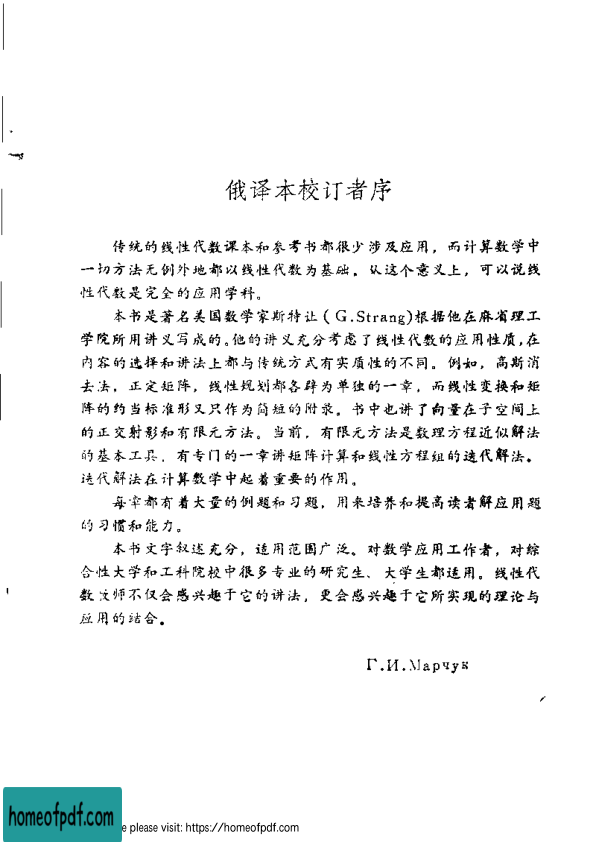 俄译本校订者序
传统的线性代数课本和参考书都很少涉及应用，而计算数学中
一切方法无例外地都以线性代数为基础。从这个意义上，可以说线
性代数是完全的应用学科。
本书是著名美国数学家斯特让(G.Strang)根据他在麻省理工
学院所用讲义写成的。他的讲义充分考虑了线性代数的应用性质，在
内容的选择和讲法上都与传统方式有实质性的不同。例如，高斯消
去法，正定矩阵，线性规划都各辟为单独的一章，而线性变换和矩
阵的约当标准形又只作为简短的附录。书中也讲了向量在子空间上
的正交射影和有限元方法。当前，有限元方法是数理方程近似解法
的基本工具．有专门的一章讲矩阵计算和线性方程组的迭代解法。
迭代解法在计算数学中起着重要的作用。
每章都有着大量的例题和习题，用来培养和提高读者解应用题
的习惯和能力。
本书文字叙述充分，适用范围广泛。对数学应用工作者，对综
合性大学和工科院校中很多专业的研究生、大学生都适用。线性代
数教师不仅会感兴趣于它的讲法，更会感兴趣于它所实现的理论与
应用的结合。
Г.И.Марчук
homeofpdf.com
e please visit: https://homeofpdf.com